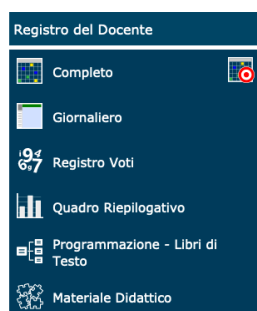 Registro del Docente
Completo
Giornaliero
Registro Voti
Quadro Riepilogativo
Programmazione - Libri di
Testo
Materiale Didattico